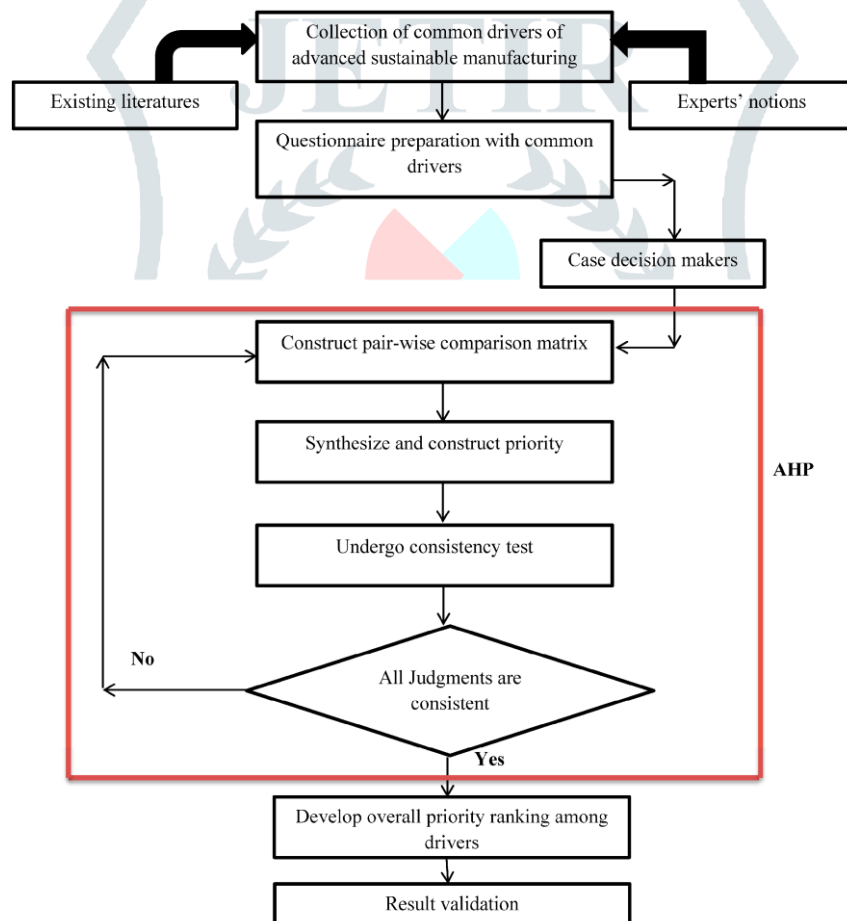 JETIR
Collection of common drivers of
advanced sustainable manufacturing
Existing literatures
Experts' notions
Questionnaire preparation with common
drivers
Case decision makers
Construct pair-wise comparison matrix
Synthesize and construct priority
AHP
Undergo consistency test
No
All Judgments are
consistent
Yes
Develop overall priority ranking among
drivers
Result validation